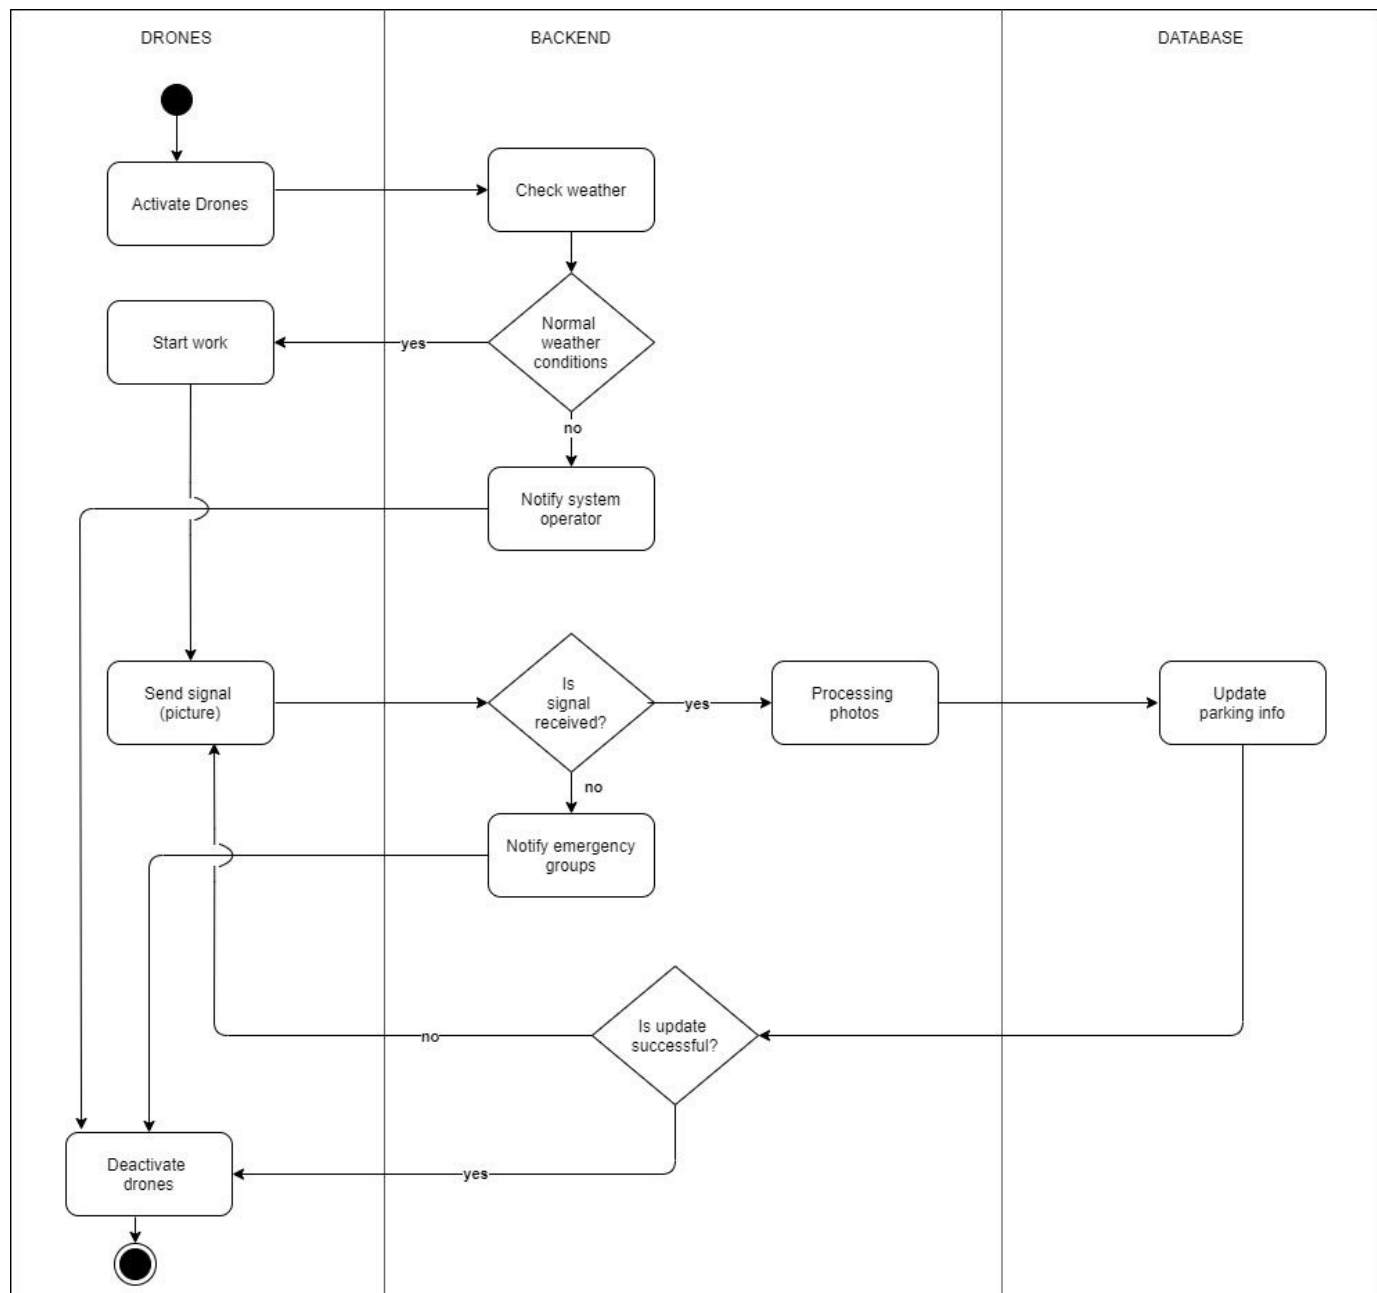 DRONES
BACKEND
DATABASE
Activate Drones
Check weather
Start work
yes
Normal
weather
conditions
no
Notify system
operator
Send signal
(picture)
Is
signal
received?
yes
Processing
photos
Update
parking info
no
Notify emergency
groups
no
Is update
successful?
Deactivate
drones
yes